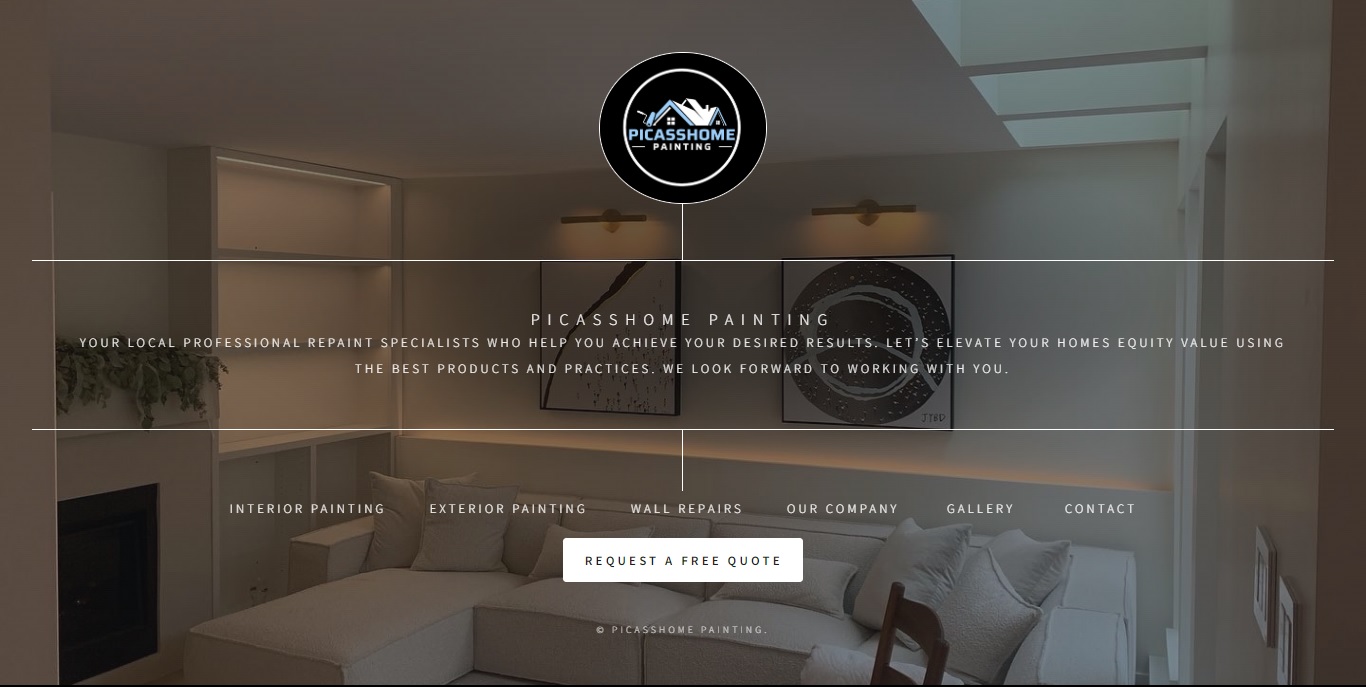 PICASSHOME
PAINTING
PICASSHOME PAINTING
YOUR LOCAL PROFESSIONAL REPAINT SPECIALISTS WHO HELP YOU ACHIEVE YOUR DESIRED RESULTS. LET'S ELEVATE YOUR HOMES EQUITY VALUE USING
THE BEST PRODUCTS AND PRACTICES. WE LOOK FORWARD TO WORKING WITH YOU.
INTERIOR PAINTING EXTERIOR PAINTING WALL REPAIRS OUR COMPANY GALLERY CONTACT
REQUEST A FREE QUOTE
© PICASSHOME PAINTING.